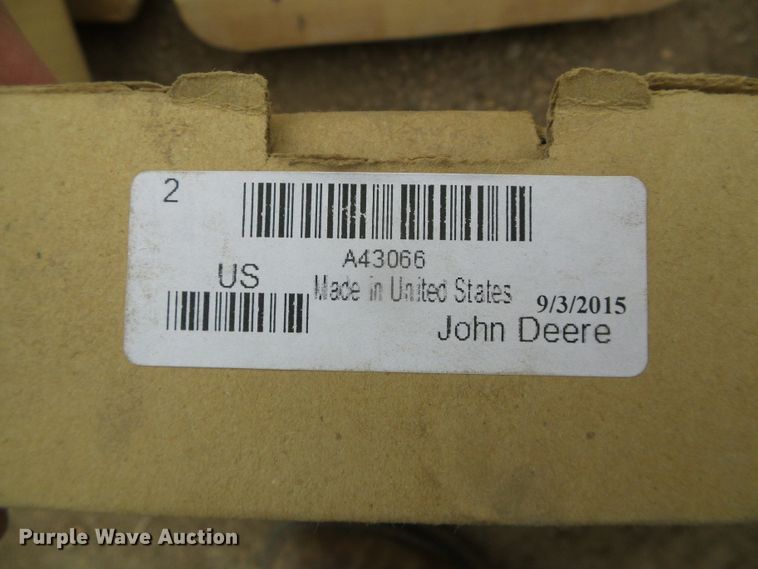 2
A43066
US
Made in United States
9/3/2015
John Deere
Purple Wave Auction®